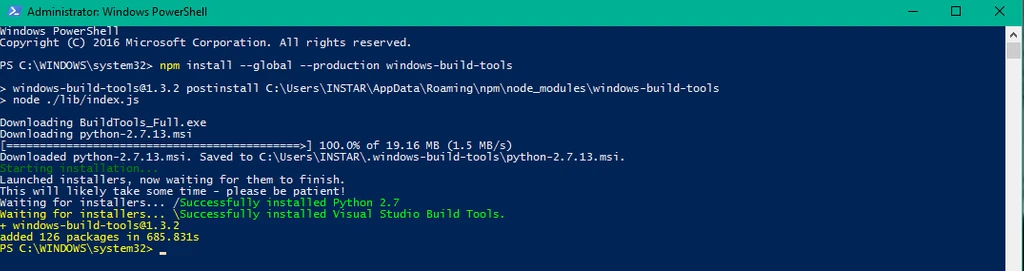 Administrator: Windows PowerShell
Windows PowerShell
Copyright (C) 2016 Microsoft Corporation. All rights reserved.
PS C:\WINDOWS\system32> npm install --global --production windows-build-tools
> windows-build-tools@1.3.2 postinstall C:\Users\INSTAR\AppData\Roaming\npm\node_modules\windows-build-tools
> node ./lib/index.js
Downloading BuildTools_Full.exe
Downloading python-2.7.13.msi
[============================================>] 100.0% of 19.16 MB (1.5 MB/s)
Downloaded python-2.7.13.msi. Saved to C:\Users\INSTAR\.windows-build-tools\python-2.7.13.msi.
Starting installation...
Launched installers, now waiting for them to finish.
This will likely take some time - please be patient!
Waiting for installers... /Successfully installed Python 2.7
Waiting for installers... \Successfully installed Visual Studio Build Tools.
+ windows-build-tools@1.3.2
added 126 packages in 685.831s
PS C:\WINDOWS\system32> _